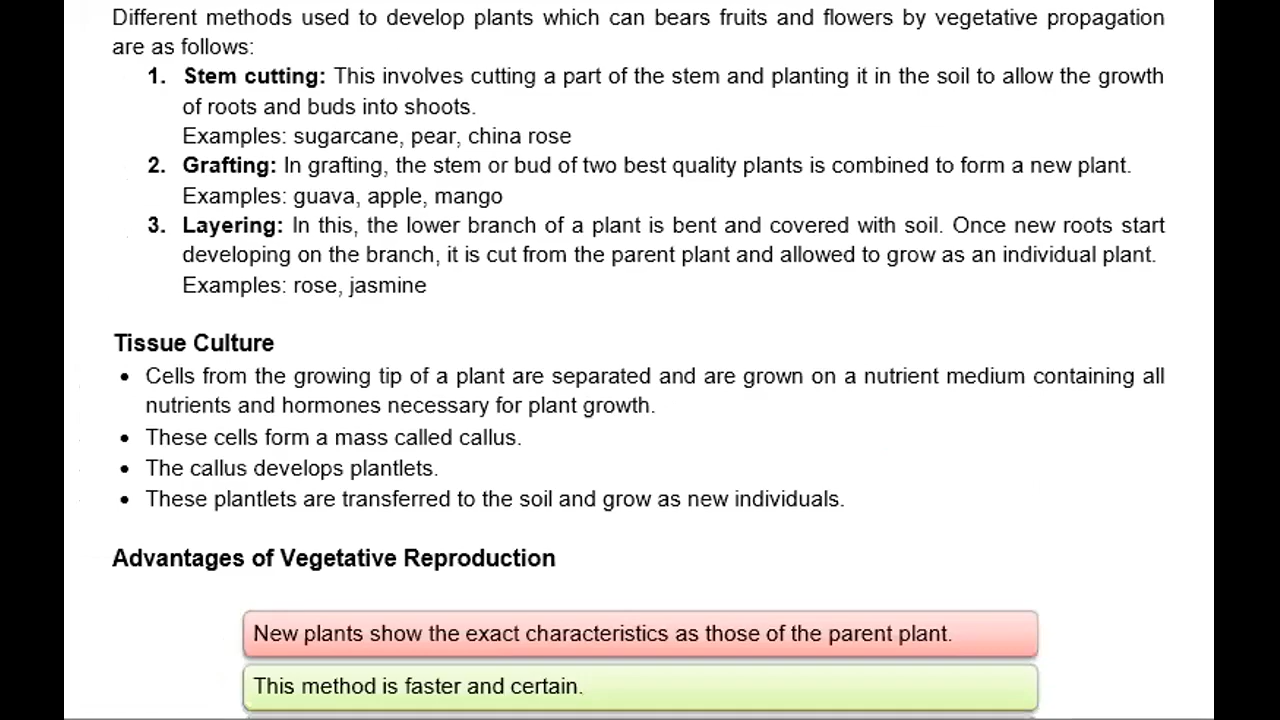 Different methods used to develop plants which can bears fruits and flowers by vegetative propagation
are as follows:
1. Stem cutting: This involves cutting a part of the stem and planting it in the soil to allow the growth
of roots and buds into shoots.
Examples: sugarcane, pear, china rose
2. Grafting: In grafting, the stem or bud of two best quality plants is combined to form a new plant.
Examples: guava, apple, mango
3. Layering: In this, the lower branch of a plant is bent and covered with soil. Once new roots start
developing on the branch, it is cut from the parent plant and allowed to grow as an individual plant.
Examples: rose, jasmine
Tissue Culture
• Cells from the growing tip of a plant are separated and are grown on a nutrient medium containing all
nutrients and hormones necessary for plant growth.
• These cells form a mass called callus.
• The callus develops plantlets.
• These plantlets are transferred to the soil and grow as new individuals.
Advantages of Vegetative Reproduction
New plants show the exact characteristics as those of the parent plant.
This method is faster and certain.